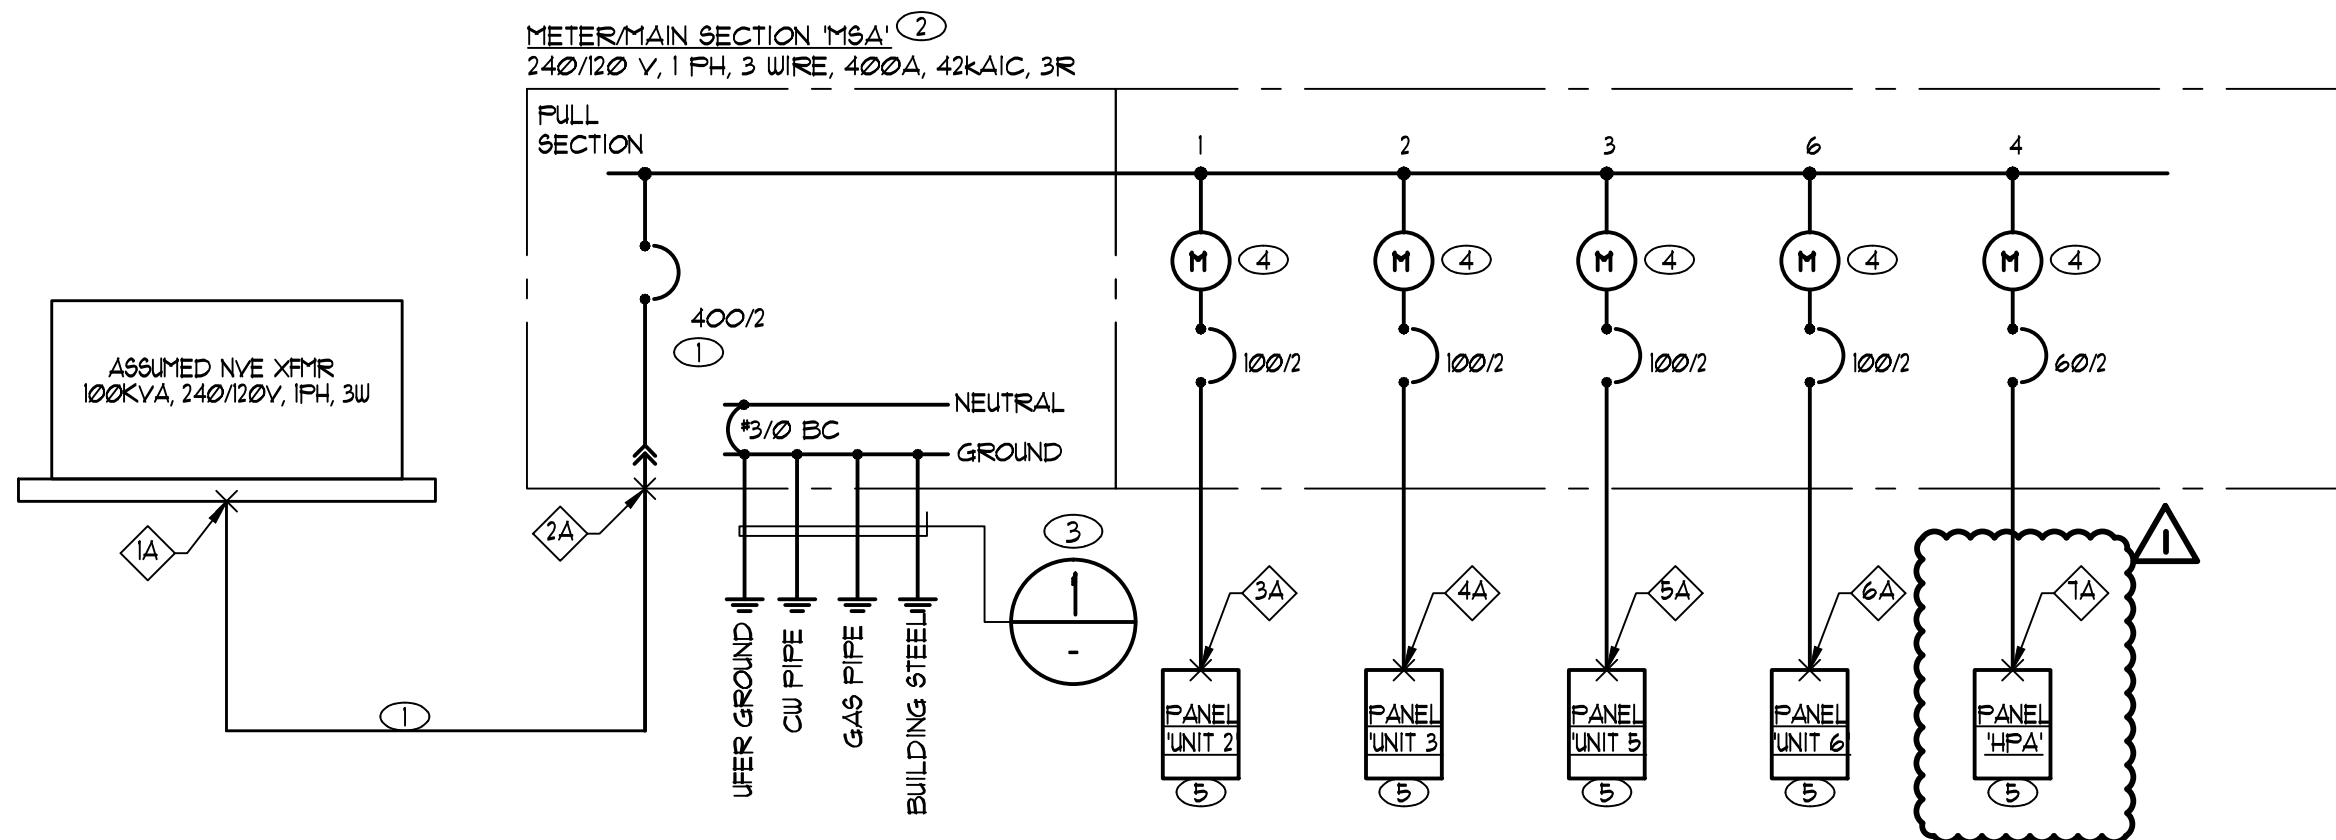 METER/MAIN SECTION 'MSA' 2
240/120 V, 1 PH, 3 WIRE, 400A, 42kAIC, 3R
PULL
SECTION
1 2 3 6 4
M 4 M 4 M 4 M 4 M 4
400/2
1
100/2 100/2 100/2 100/2 60/2
ASSUMED NVE XFMR
100KVA, 240/120V, 1PH, 3W
NEUTRAL
#3/0 BC
GROUND
1A
2A
3
1
-
1
3A 4A 5A 6A 7A
1
UFER GROUND
CW PIPE
GAS PIPE
BUILDING STEEL
PANEL
'UNIT 2'
5
PANEL
'UNIT 3
5
PANEL
'UNIT 5
5
PANEL
'UNIT 6
5
PANEL
'HPA'
5